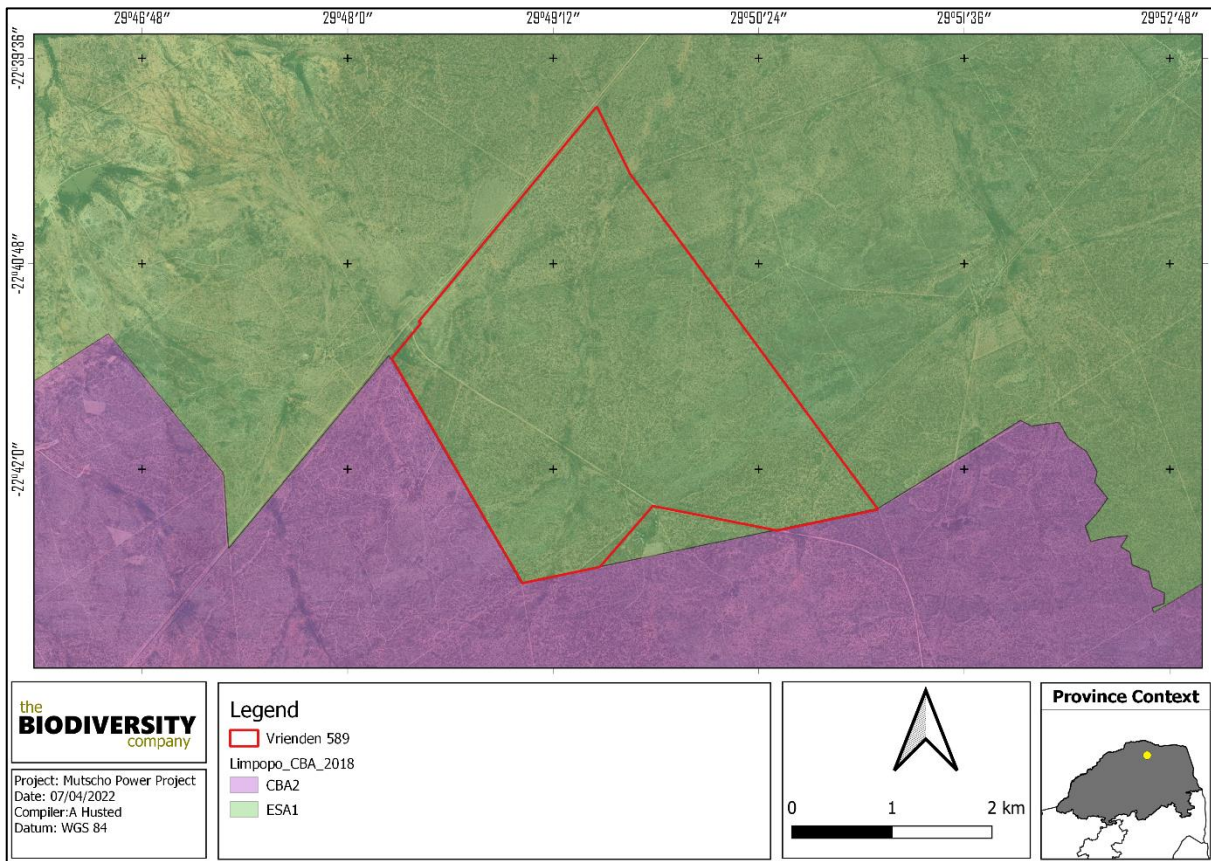 29°46'48" 29°48'0" 29°49'12" 29°50'24" 29°51'36" 29°52'48"
-22°39'36"
-22°40'48"
-22°42'0"
the
BIODIVERSITY
company
Project: Mutscho Power Project
Date: 07/04/2022
Compiler:A Husted
Datum: WGS 84
Legend
Vrienden 589
Limpopo_CBA_2018
CBA2
ESA1
0 1 2 km
Province Context